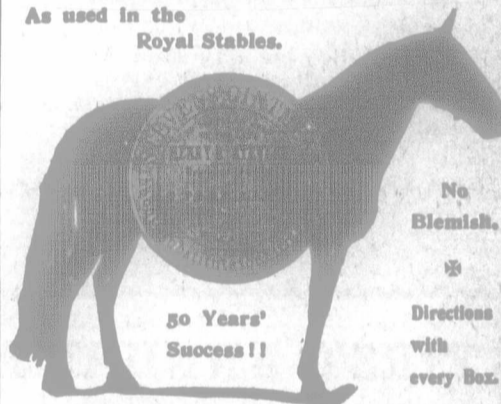 As used in the
Royal Stables.
No
Blemish.
50 Years'
Success!!
Directions
with
every Box.